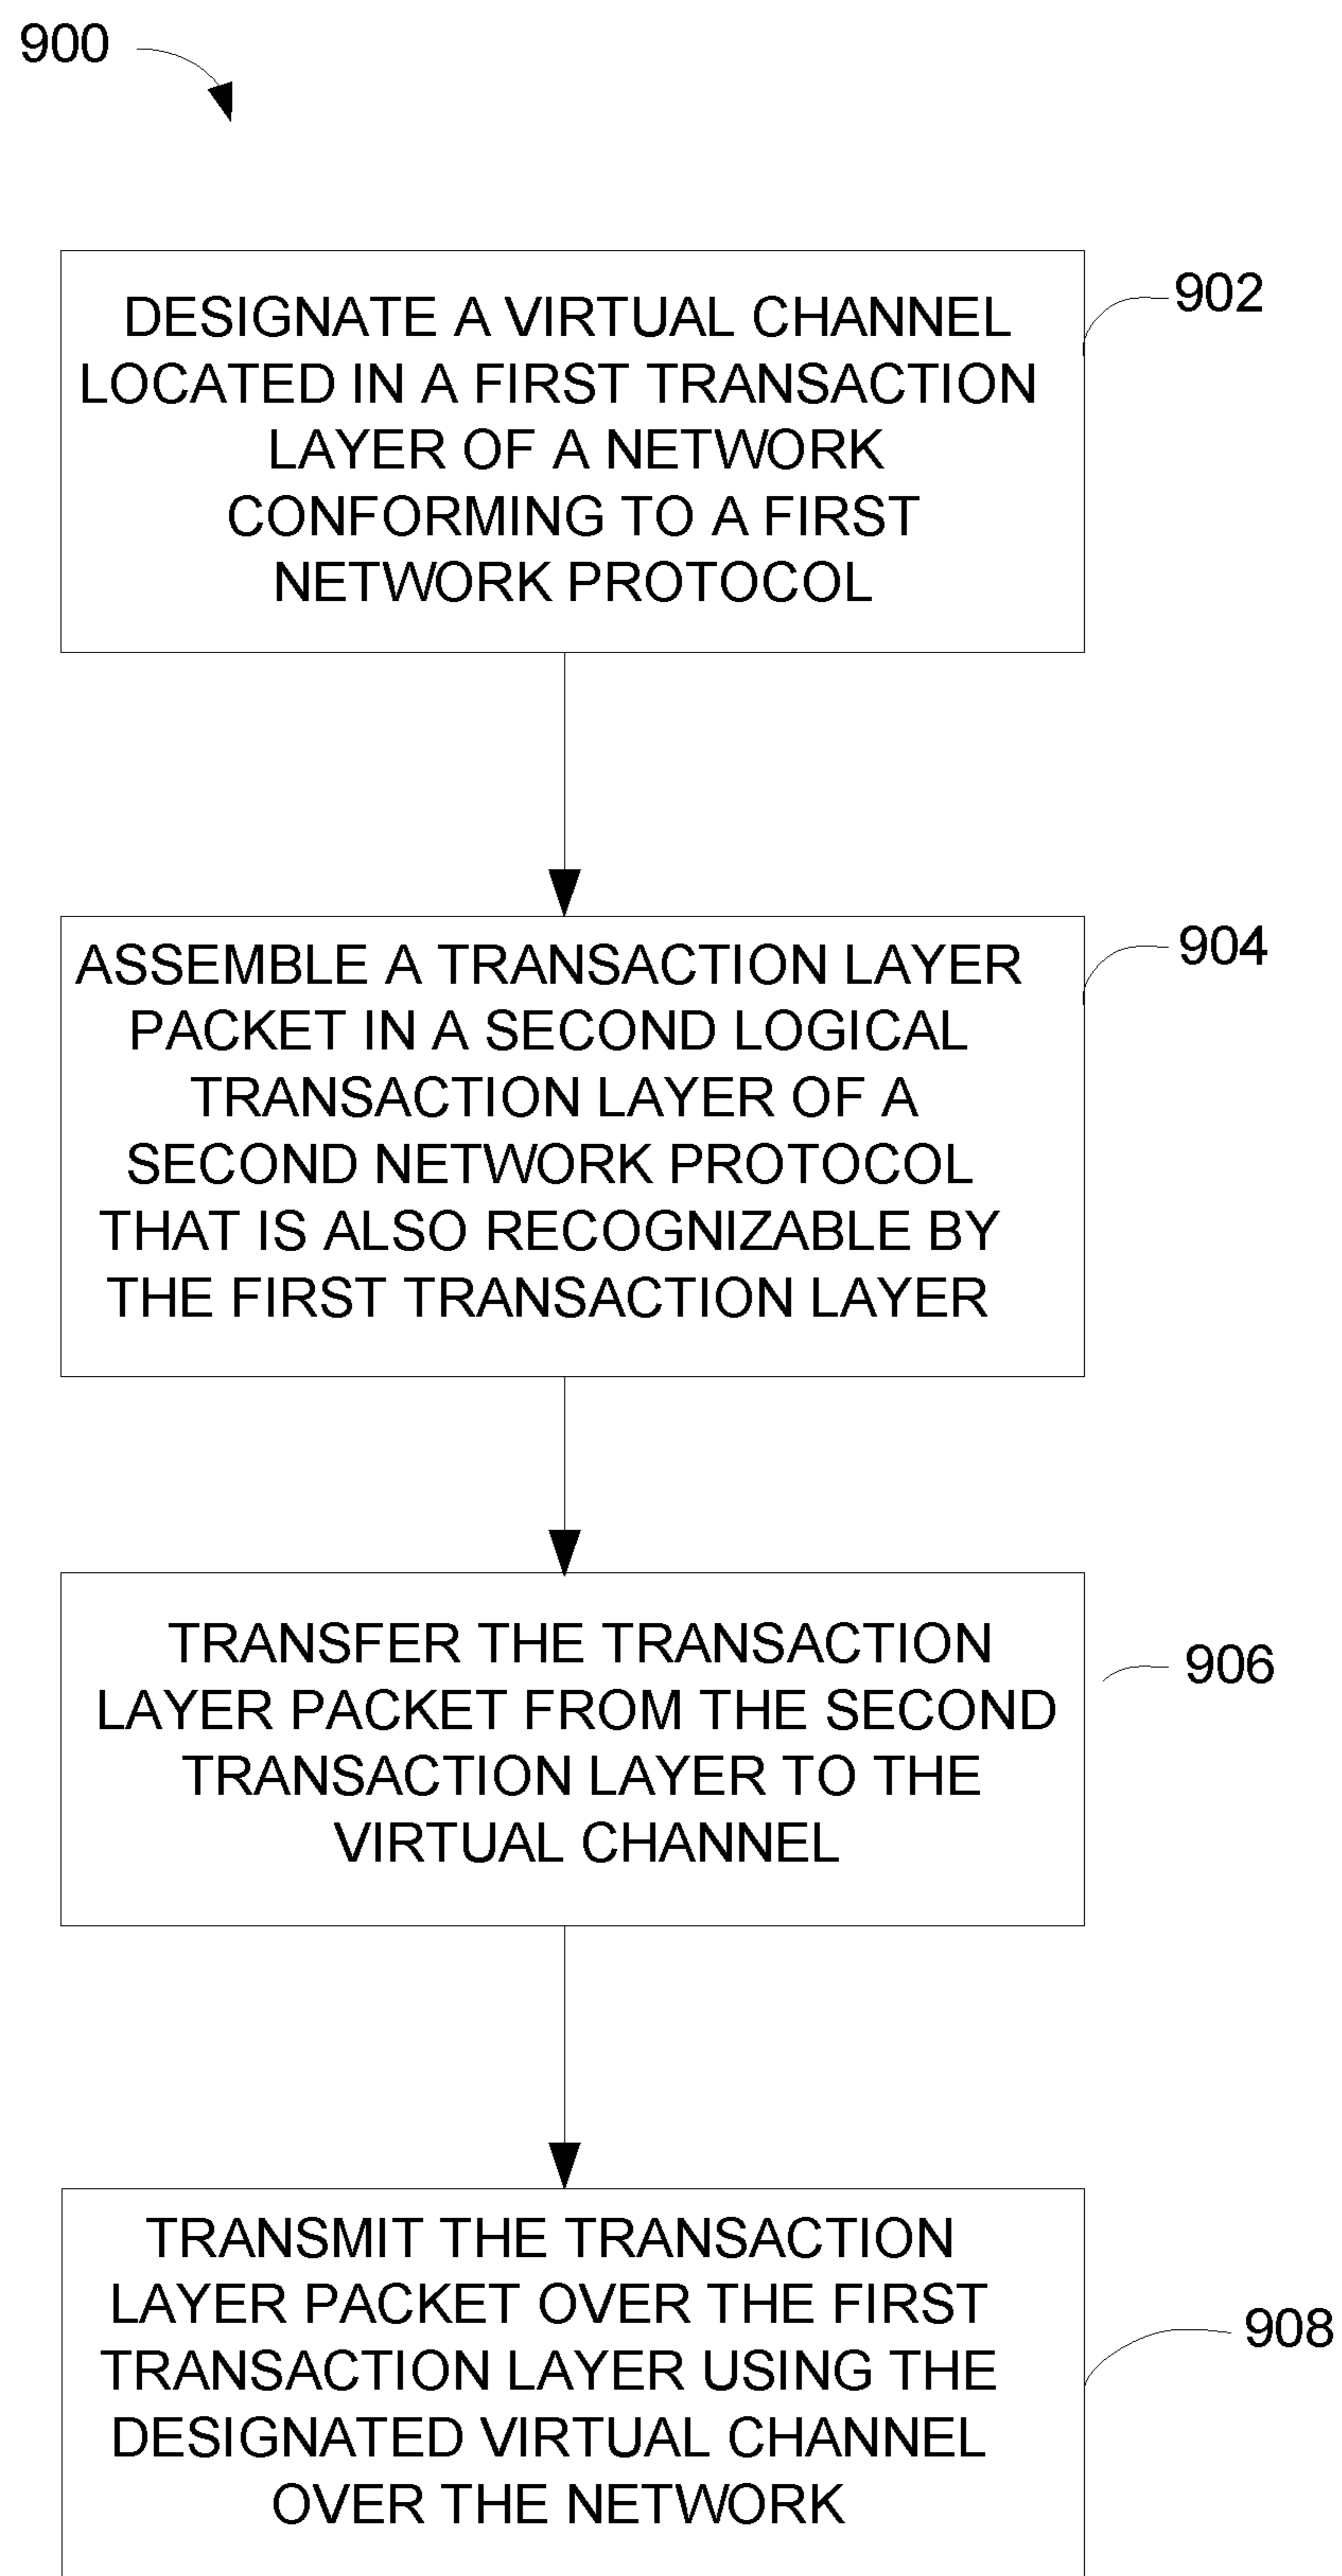 900
902
DESIGNATE A VIRTUAL CHANNEL
LOCATED IN A FIRST TRANSACTION
LAYER OF A NETWORK
CONFORMING TO A FIRST
NETWORK PROTOCOL
904
ASSEMBLE A TRANSACTION LAYER
PACKET IN A SECOND LOGICAL
TRANSACTION LAYER OF A
SECOND NETWORK PROTOCOL
THAT IS ALSO RECOGNIZABLE BY
THE FIRST TRANSACTION LAYER
906
TRANSFER THE TRANSACTION
LAYER PACKET FROM THE SECOND
TRANSACTION LAYER TO THE
VIRTUAL CHANNEL
908
TRANSMIT THE TRANSACTION
LAYER PACKET OVER THE FIRST
TRANSACTION LAYER USING THE
DESIGNATED VIRTUAL CHANNEL
OVER THE NETWORK